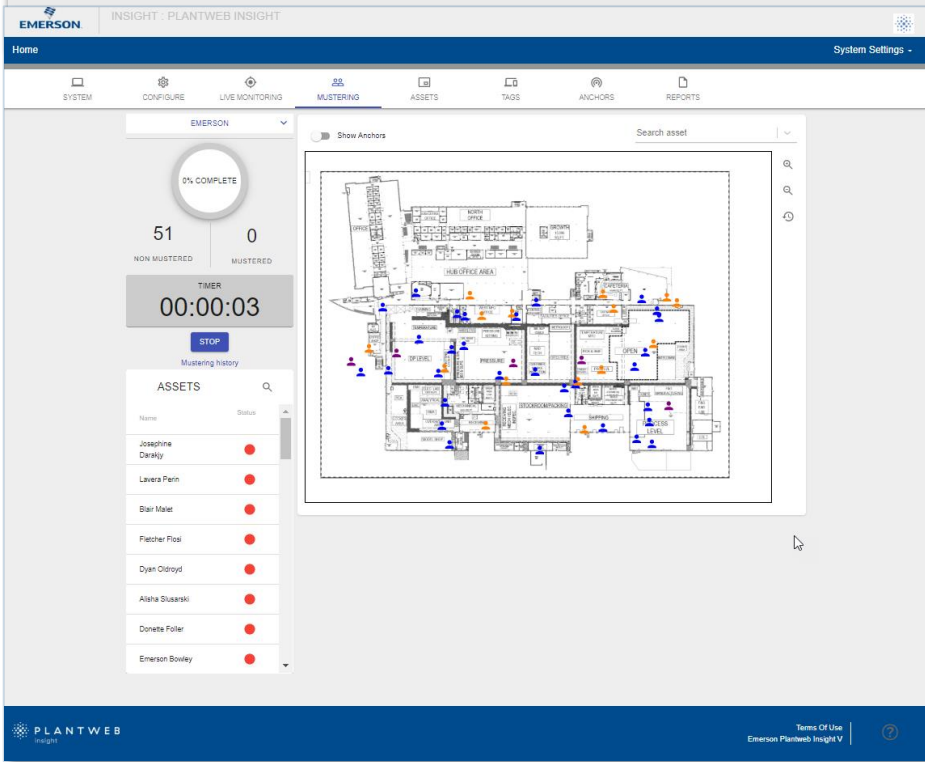 EMERSON
INSIGHT : PLANTWEB INSIGHT
Home
System Settings
SYSTEM
CONFIGURE
LIVE MONITORING
MUSTERING
ASSETS
TAGS
ANCHORS
REPORTS
EMERSON
0% COMPLETE
51
NON MUSTERED
0
MUSTERED
TIMER
00:00:03
STOP
Mustering history
ASSETS
Name
Status
Josephine
Darakjy
Lavera Perin
Blair Malet
Fletcher Flosi
Dyan Oldroyd
Alisha Slusarski
Donette Foller
Emerson Bowley
Show Anchors
Search asset
OFFICE
NORTH
OFFICE
GROWTH
HUB OFFICE AREA
CAFETERIA
TEMPERATURE
DP LEVEL
PRESSURE
OPEN
STOCKROOM/PACKING
SHIPPING
PROCESS
LEVEL
PLANTWEB
Insight
Terms Of Use
Emerson Plantweb Insight V